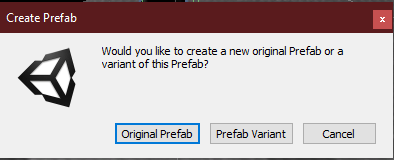 Create Prefab
x
Would you like to create a new original Prefab or a
variant of this Prefab?
Original Prefab Prefab Variant Cancel